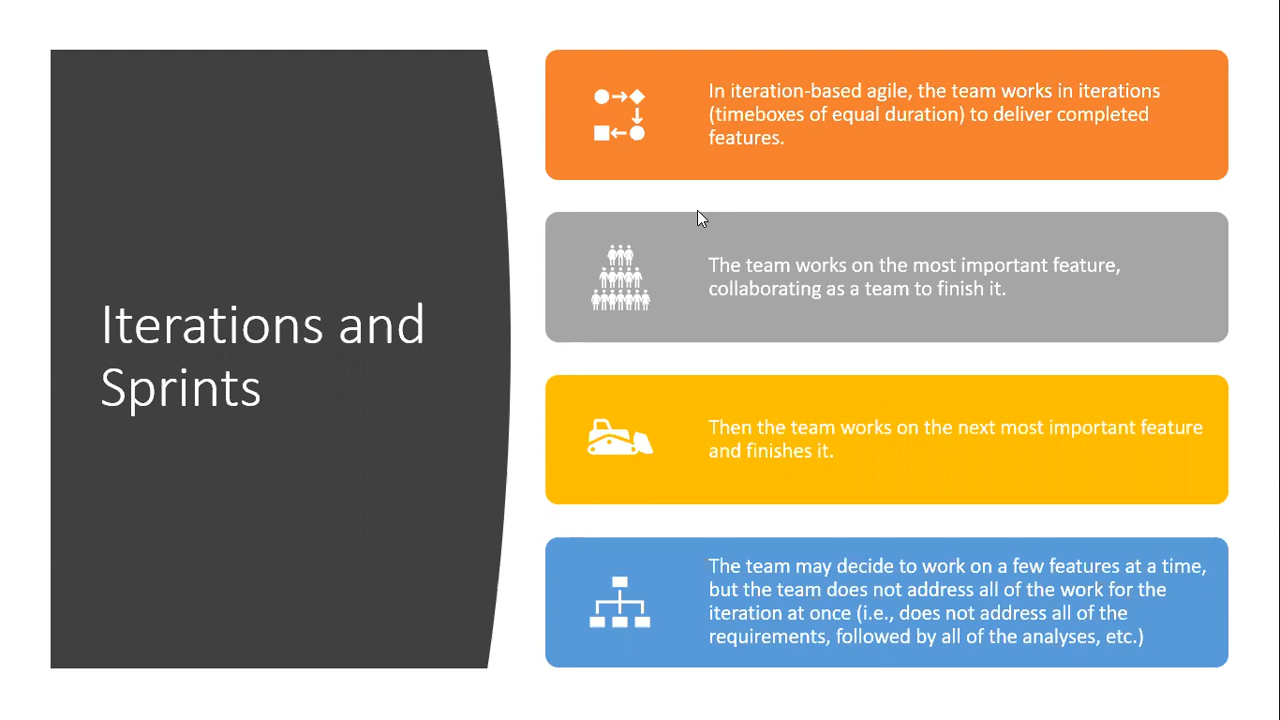 Iterations and
Sprints
In iteration-based agile, the team works in iterations
(timeboxes of equal duration) to deliver completed
features.
The team works on the most important feature,
collaborating as a team to finish it.
Then the team works on the next most important feature
and finishes it.
The team may decide to work on a few features at a time,
but the team does not address all of the work for the
iteration at once (i.e., does not address all of the
requirements, followed by all of the analyses, etc.)